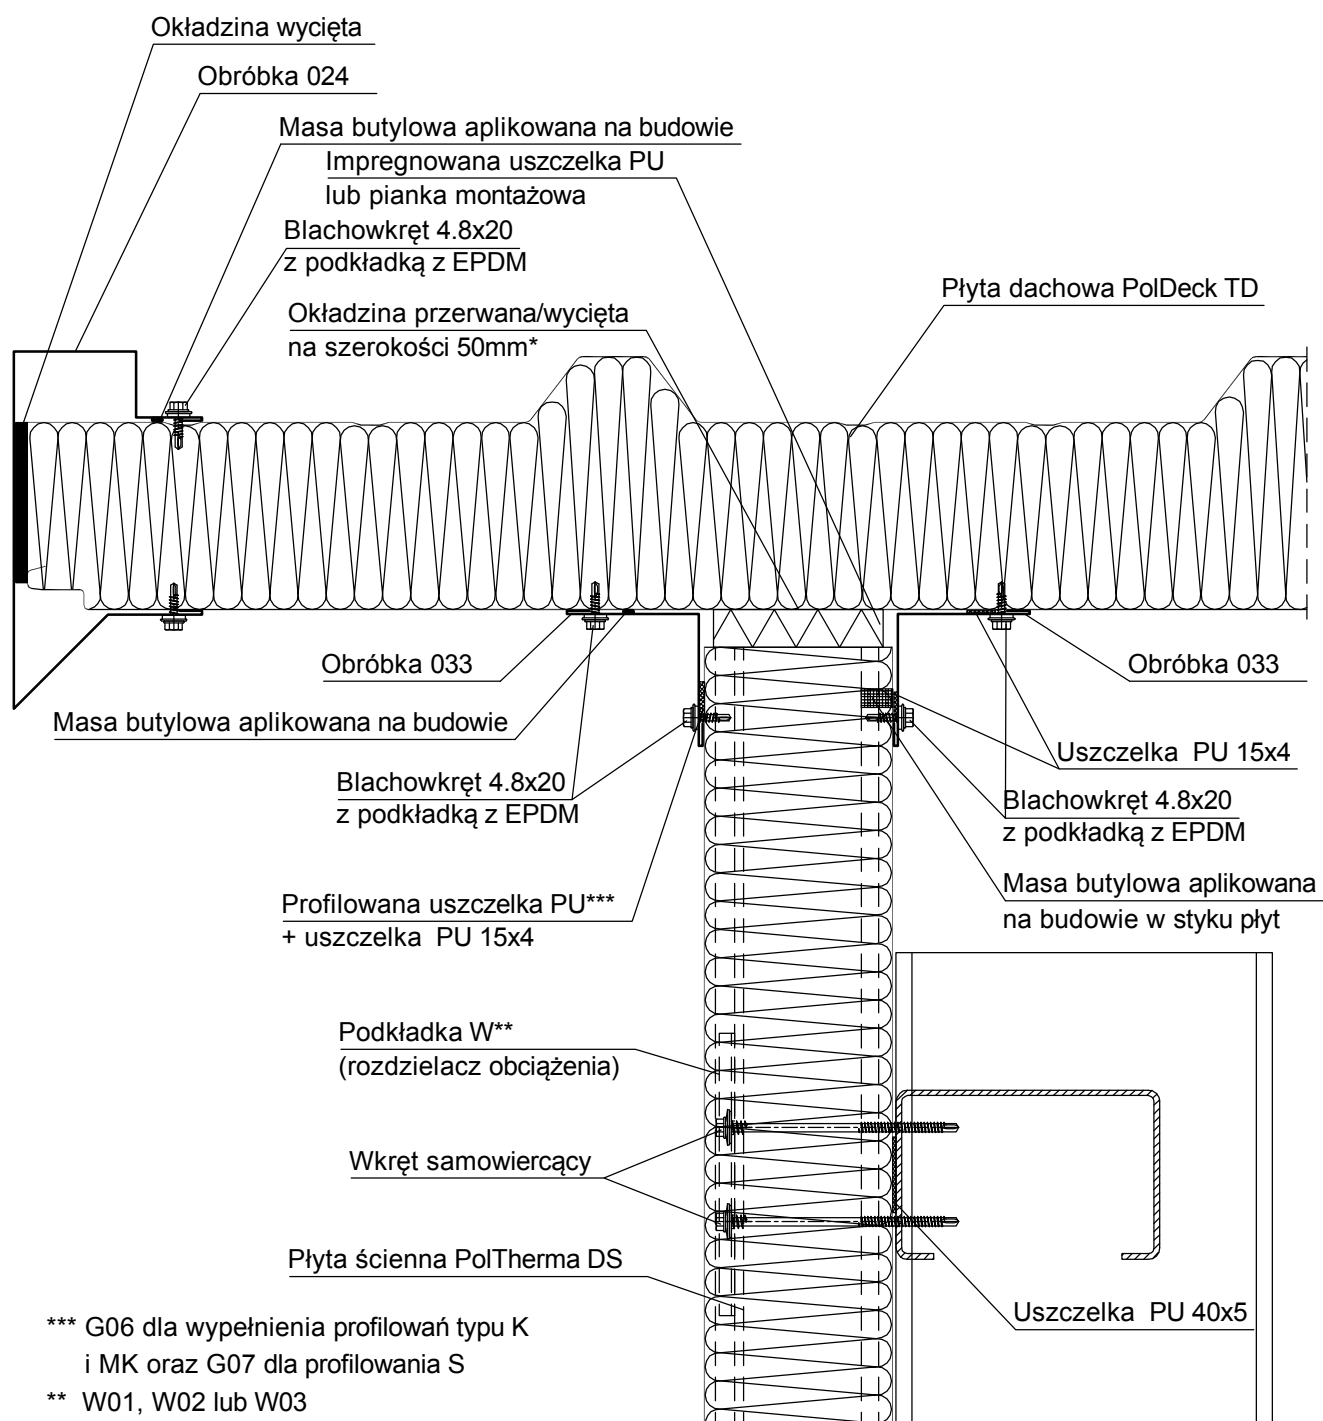 Okładzina wycięta
Obróbka 024
Masa butylowa aplikowana na budowie
Impregnowana uszczelka PU
lub pianka montażowa
Blachowkręt 4.8x20
z podkładką z EPDM
Okładzina przerwana/wycięta
na szerokości 50mm*
Płyta dachowa PolDeck TD
Obróbka 033
Obróbka 033
Masa butylowa aplikowana na budowie
Uszczelka PU 15x4
Blachowkręt 4.8x20
z podkładką z EPDM
Blachowkręt 4.8x20
z podkładką z EPDM
Profilowana uszczelka PU***
+ uszczelka PU 15x4
Masa butylowa aplikowana
na budowie w styku płyt
Podkładka W**
(rozdzielacz obciążenia)
Wkręt samowiercący
Płyta ścienna PolTherma DS
Uszczelka PU 40x5
*** G06 dla wypełnienia profilowań typu K
i MK oraz G07 dla profilowania S
** W01, W02 lub W03